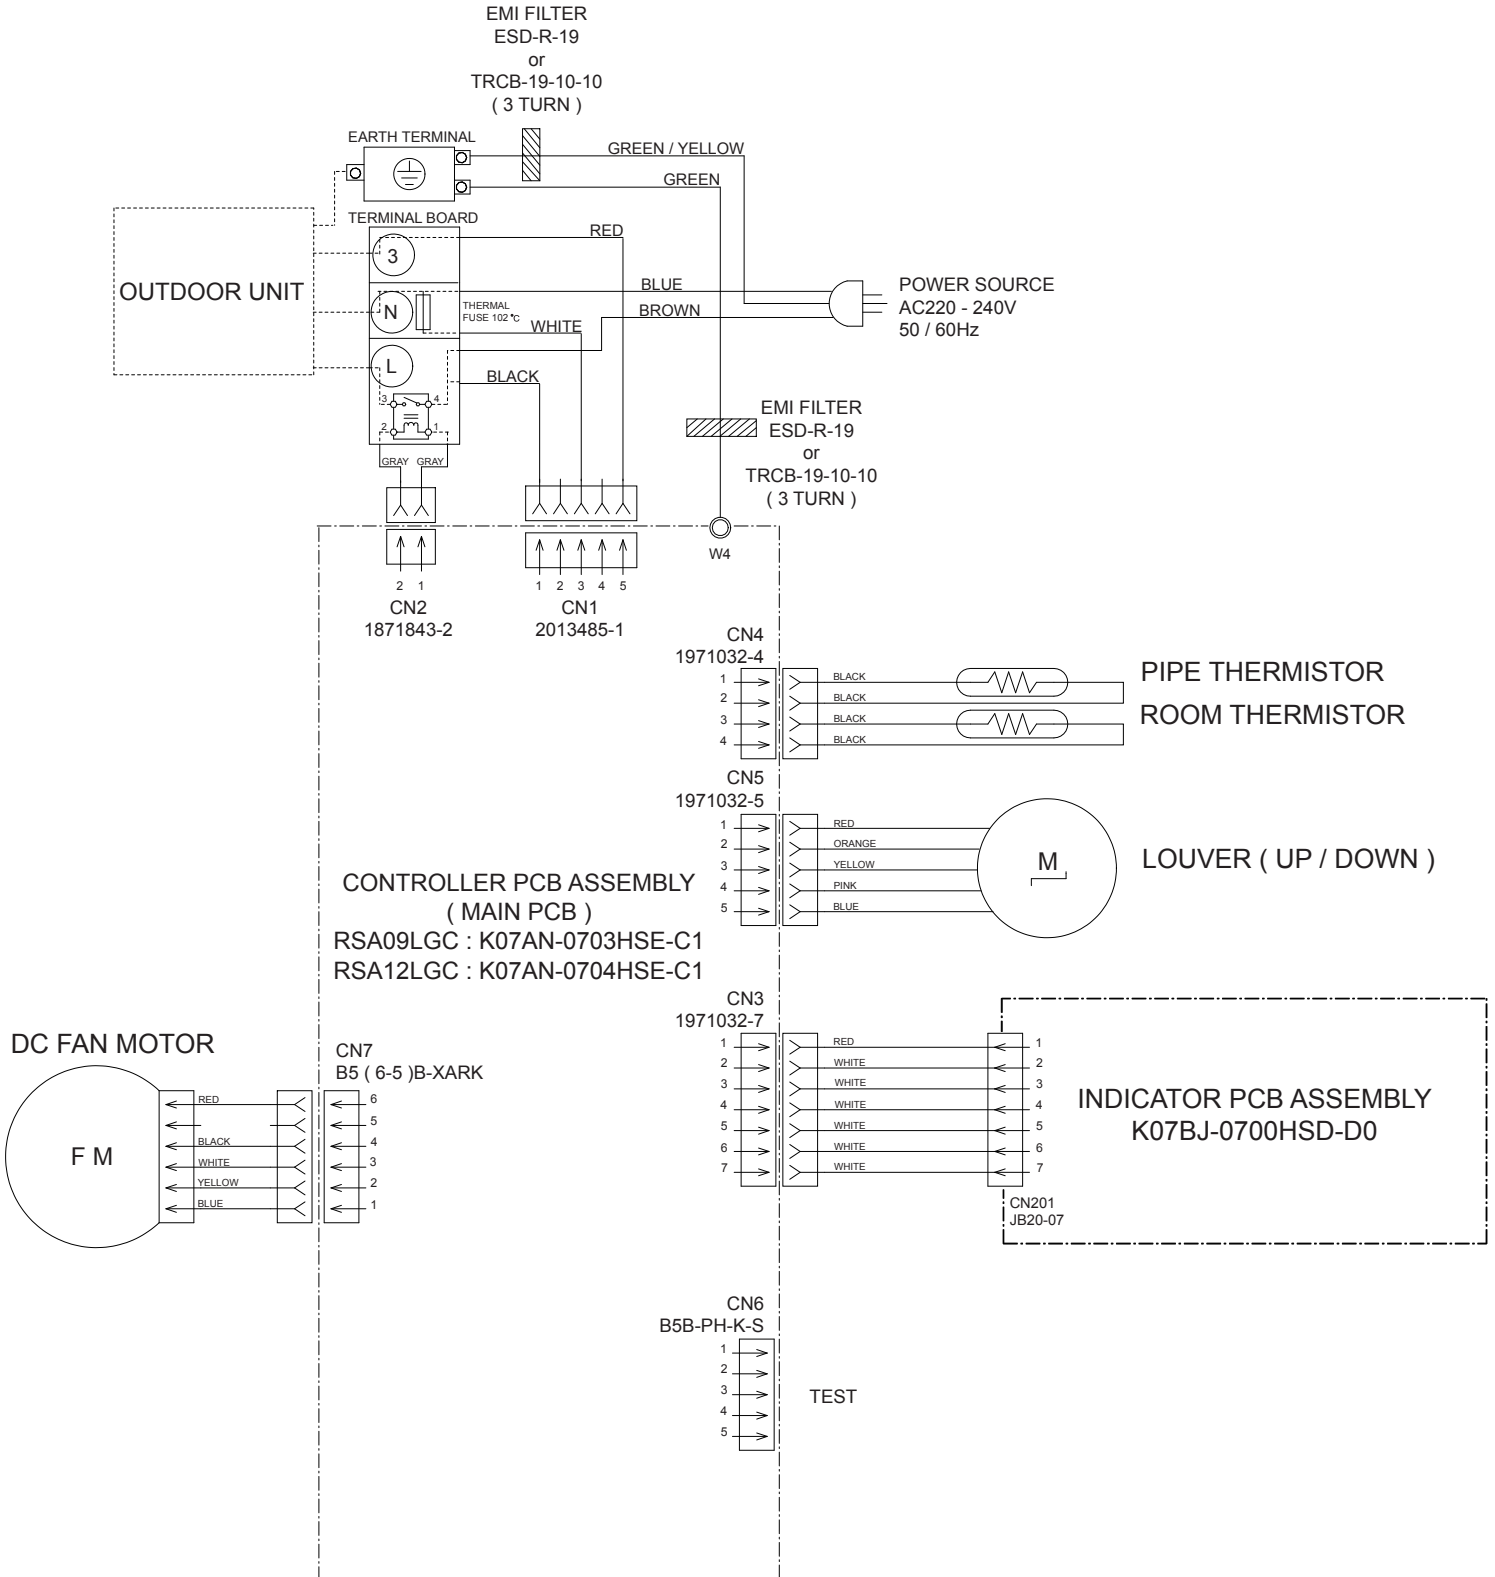 EMI FILTER
ESD-R-19
or
TRCB-19-10-10
( 3 TURN )
EARTH TERMINAL
GREEN / YELLOW
GREEN
TERMINAL BOARD
RED
3
OUTDOOR UNIT
BLUE
POWER SOURCE
AC220 - 240V
50 / 60Hz
N
THERMAL
FUSE 102 °C
BROWN
WHITE
L
BLACK
3 4
2 1
GRAY GRAY
EMI FILTER
ESD-R-19
or
TRCB-19-10-10
( 3 TURN )
W4
2 1
CN2
1871843-2
1 2 3 4 5
CN1
2013485-1
CN4
1971032-4
1 BLACK
2 BLACK
3 BLACK
4 BLACK
PIPE THERMISTOR
ROOM THERMISTOR
CN5
1971032-5
1 RED
2 ORANGE
3 YELLOW
4 PINK
5 BLUE
M
LOUVER ( UP / DOWN )
CONTROLLER PCB ASSEMBLY
( MAIN PCB )
RSA09LGC : K07AN-0703HSE-C1
RSA12LGC : K07AN-0704HSE-C1
CN3
1971032-7
1 RED 1
2 WHITE 2
3 WHITE 3
4 WHITE 4
5 WHITE 5
6 WHITE 6
7 WHITE 7
INDICATOR PCB ASSEMBLY
K07BJ-0700HSD-D0
CN201
JB20-07
DC FAN MOTOR
F M
CN7
B5 ( 6-5 )B-XARK
RED 6
5
BLACK 4
WHITE 3
YELLOW 2
BLUE 1
CN6
B5B-PH-K-S
1
2
3
4
5
TEST